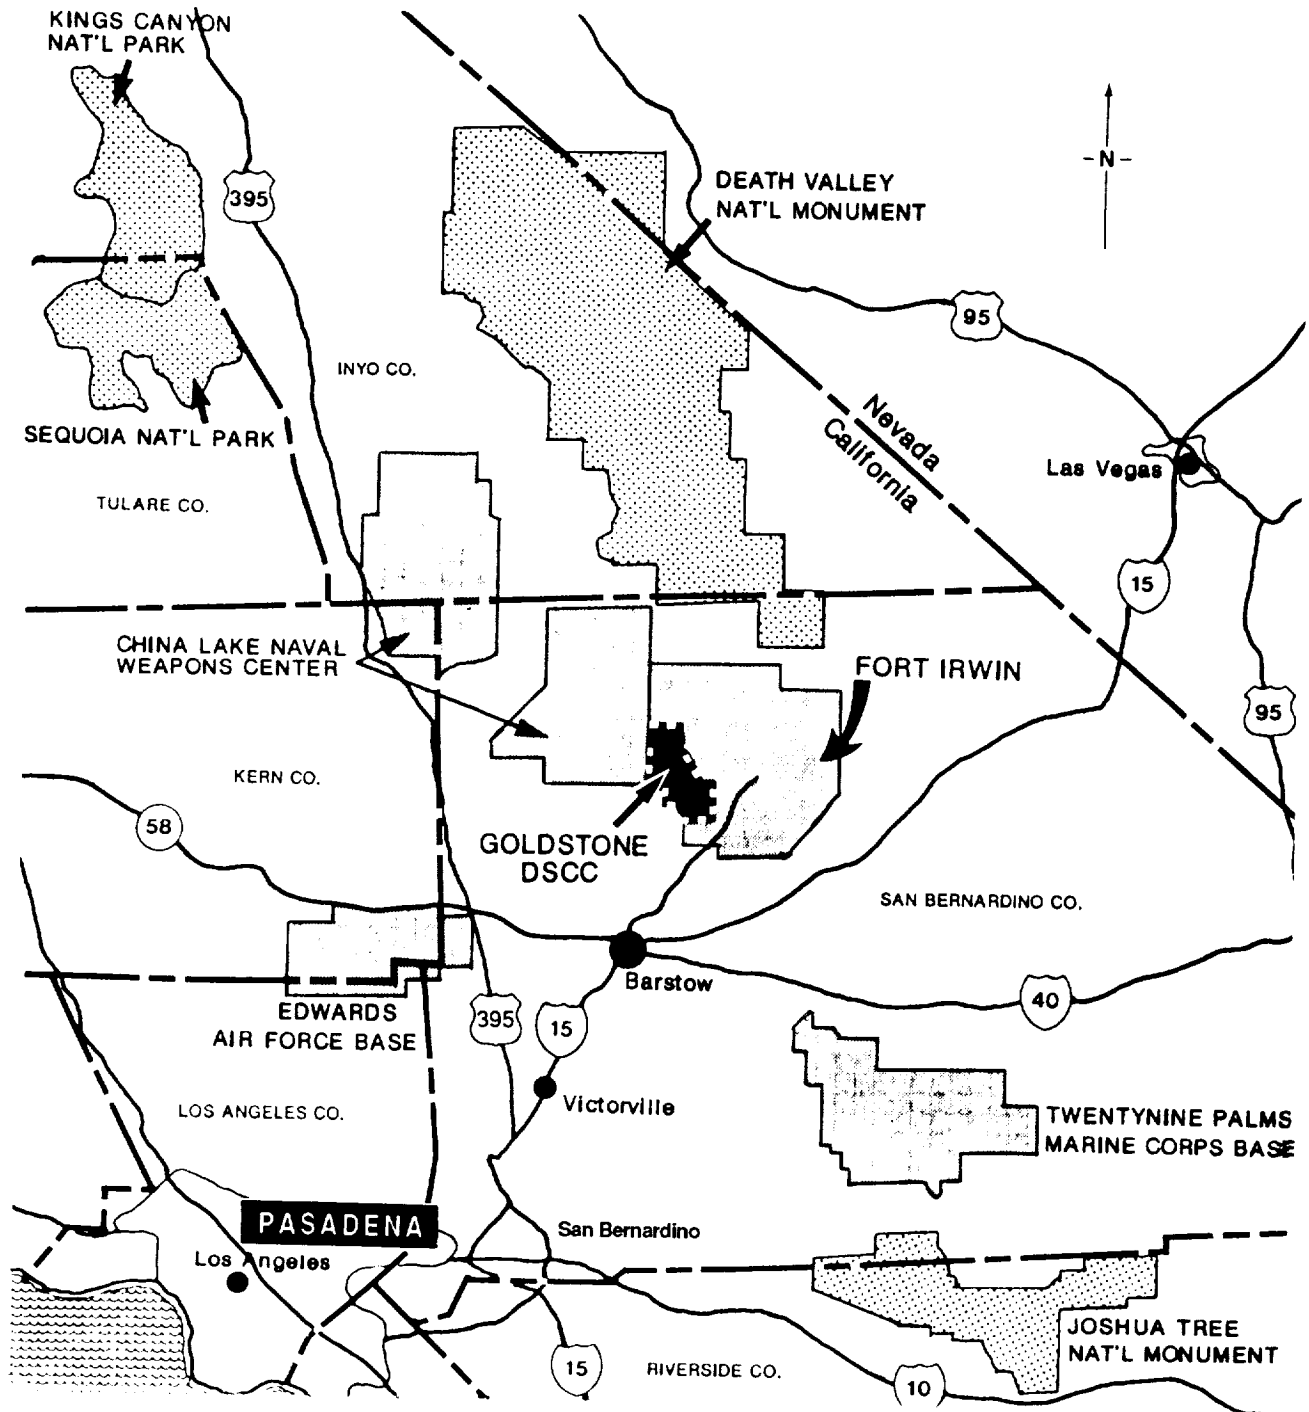 KINGS CANYON
NAT'L PARK
395
-N-
DEATH VALLEY
NAT'L MONUMENT
95
INYO CO.
Nevada
California
SEQUOIA NAT'L PARK
Las Vegas
TULARE CO.
15
CHINA LAKE NAVAL
WEAPONS CENTER
FORT IRWIN
95
KERN CO.
58
GOLDSTONE
DSCC
SAN BERNARDINO CO.
Barstow
40
EDWARDS
AIR FORCE BASE
395
15
LOS ANGELES CO.
Victorville
TWENTYNINE PALMS
MARINE CORPS BASE
PASADENA
San Bernardino
Los Angeles
JOSHUA TREE
NAT'L MONUMENT
15
RIVERSIDE CO.
10